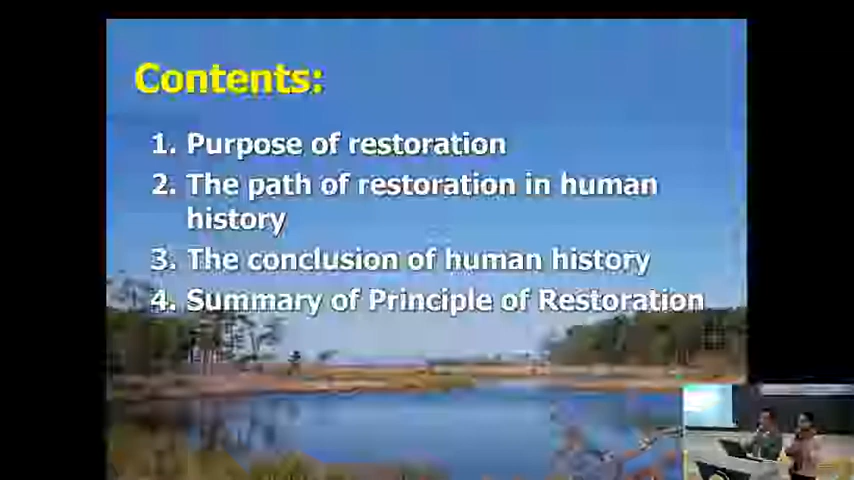 Contents:
1. Purpose of restoration
2. The path of restoration in human
history
3. The conclusion of human history
4. Summary of Principle of Restoration